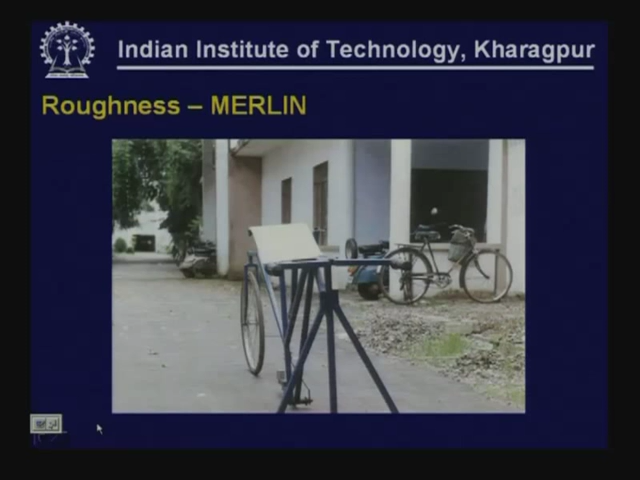 Indian Institute of Technology, Kharagpur
Roughness – MERLIN